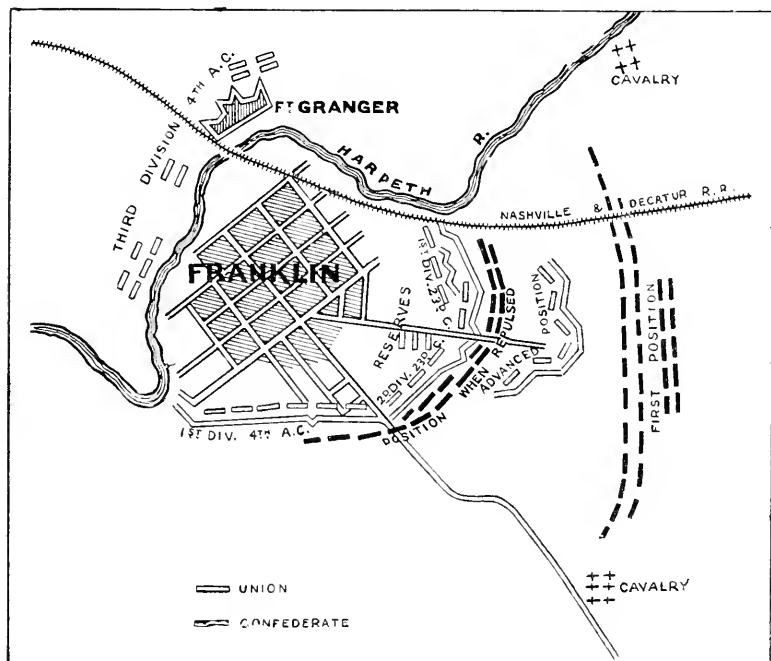 THIRD DIVISION 4TH A.C.
FT GRANGER
CAVALRY
HARPETH R.
NASHVILLE & DECATUR R.R.
FRANKLIN
1ST DIV. 23D C.
RESERVES
2D DIV. 23D C.
POSITION WHEN REPULSED
ADVANCED POSITION
FIRST POSITION
1ST DIV. 4TH A.C.
CAVALRY
UNION
CONFEDERATE